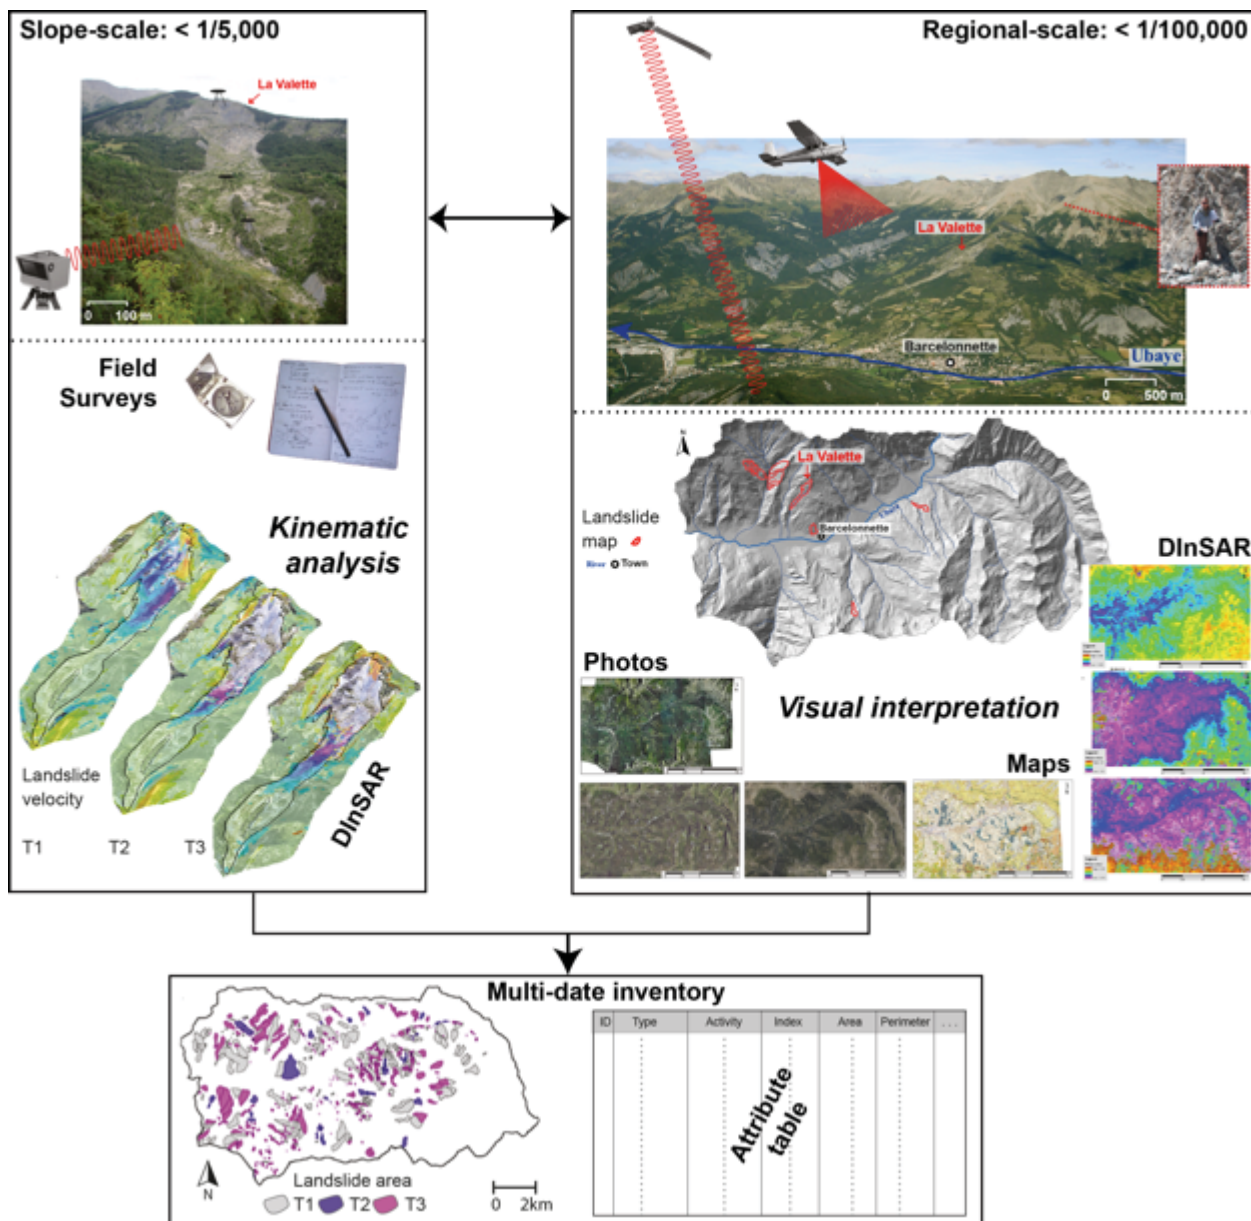 Slope-scale: < 1/5,000
La Valette
0 100 m
Field
Surveys
Kinematic
analysis
Landslide
velocity
T1 T2 T3
DInSAR
Regional-scale: < 1/100,000
La Valette
Barcelonnette
Ubaye
0 500 m
N
La Valette
Landslide
map
River Town
Ubaye
Barcelonnette
DInSAR
Photos
Visual interpretation
Maps
Multi-date inventory
ID Type Activity Index Area Perimeter ...
Attribute
table
N
Landslide area
T1 T2 T3
0 2km